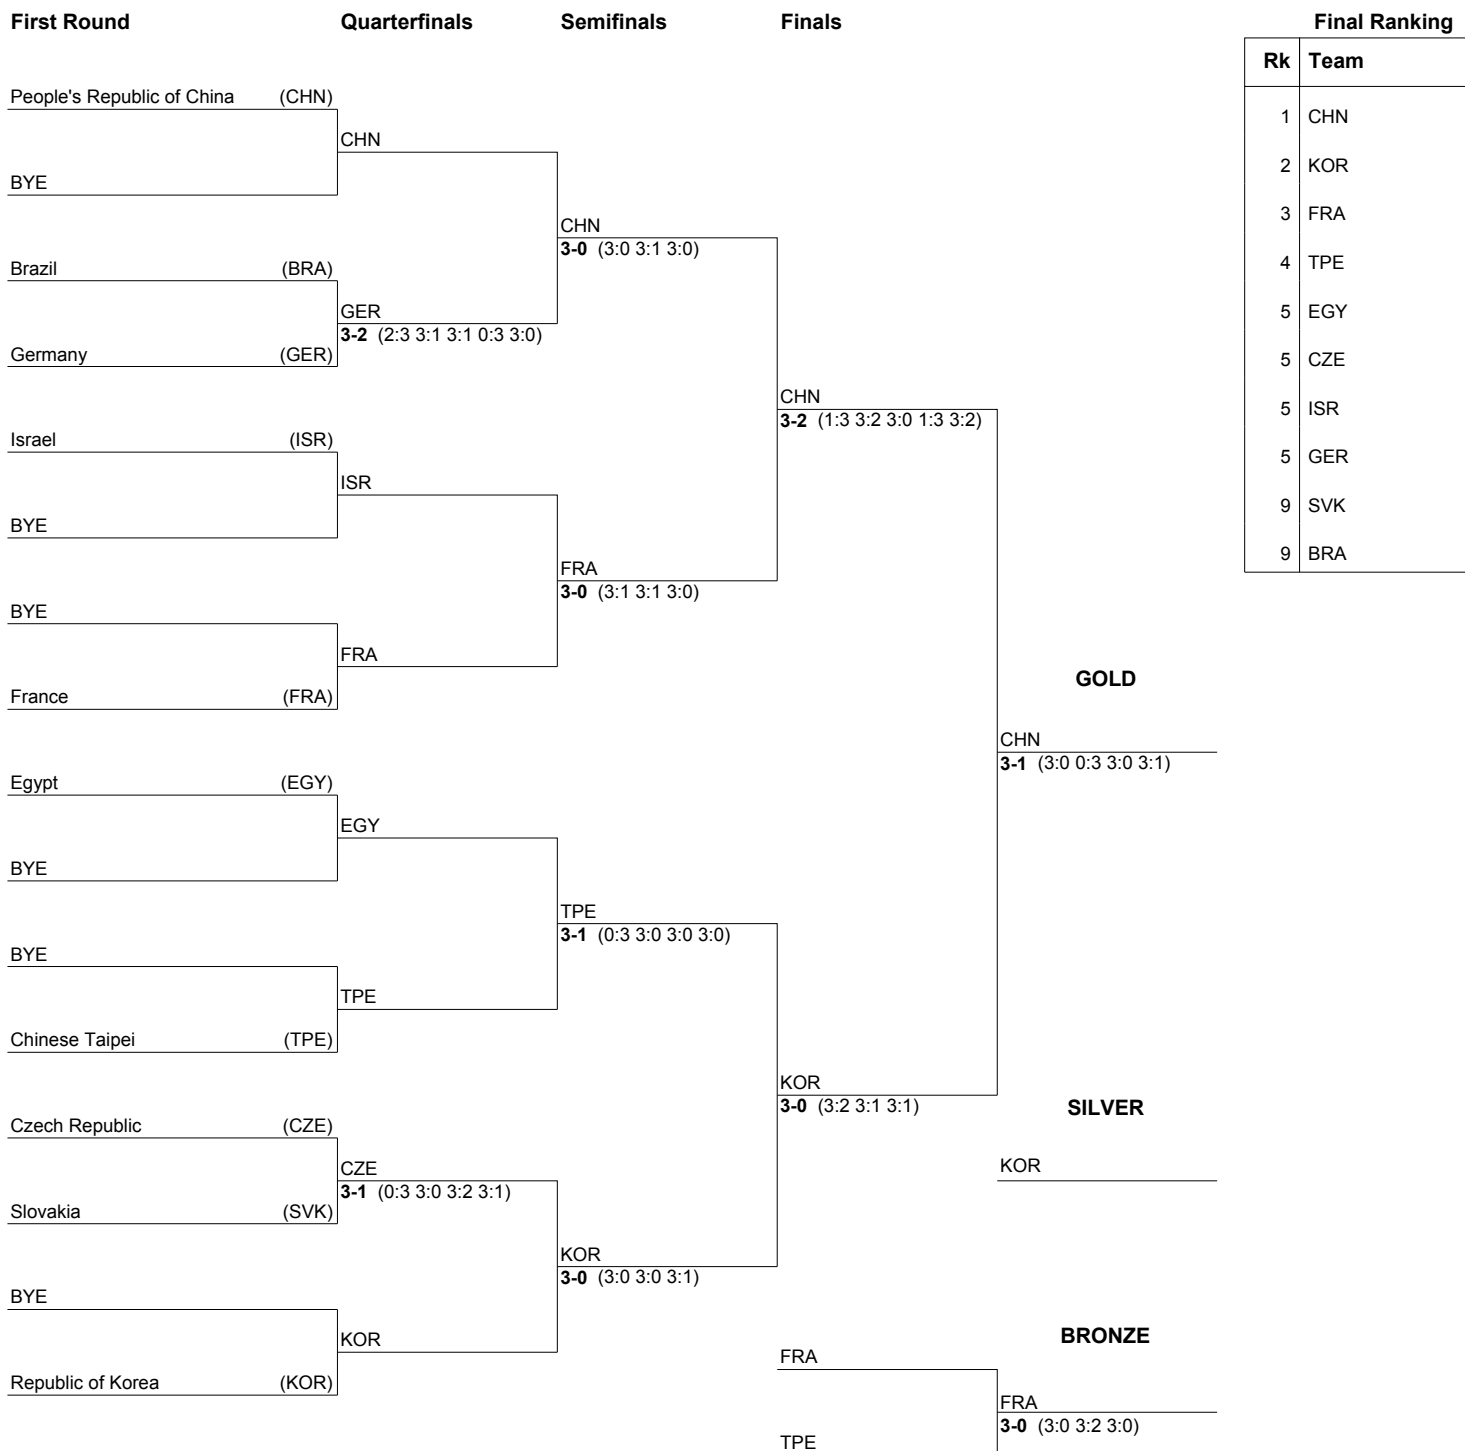 First Round Quarterfinals Semifinals Finals Final Ranking
Rk Team
People's Republic of China (CHN)
1 CHN
CHN
2 KOR
BYE
3 FRA
CHN
3-0 (3:0 3:1 3:0)
Brazil (BRA)
4 TPE
GER
3-2 (2:3 3:1 3:1 0:3 3:0)
5 EGY
Germany (GER)
5 CZE
CHN
3-2 (1:3 3:2 3:0 1:3 3:2)
5 ISR
Israel (ISR)
5 GER
ISR
9 SVK
BYE
9 BRA
FRA
3-0 (3:1 3:1 3:0)
BYE
FRA
GOLD
France (FRA)
CHN
3-1 (3:0 0:3 3:0 3:1)
Egypt (EGY)
EGY
BYE
TPE
3-1 (0:3 3:0 3:0 3:0)
BYE
TPE
Chinese Taipei (TPE)
KOR
3-0 (3:2 3:1 3:1)
SILVER
Czech Republic (CZE)
KOR
CZE
3-1 (0:3 3:0 3:2 3:1)
Slovakia (SVK)
KOR
3-0 (3:0 3:0 3:1)
BYE
BRONZE
KOR
FRA
Republic of Korea (KOR)
FRA
3-0 (3:0 3:2 3:0)
TPE